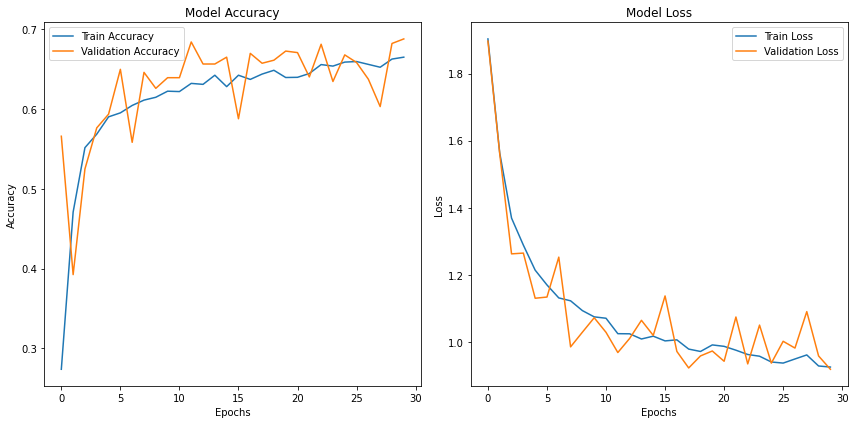 Model Accuracy
Train Accuracy
Validation Accuracy
0.7
0.6
0.5
0.4
0.3
Accuracy
0 5 10 15 20 25 30
Epochs
Model Loss
Train Loss
Validation Loss
1.8
1.6
1.4
1.2
1.0
Loss
0 5 10 15 20 25 30
Epochs